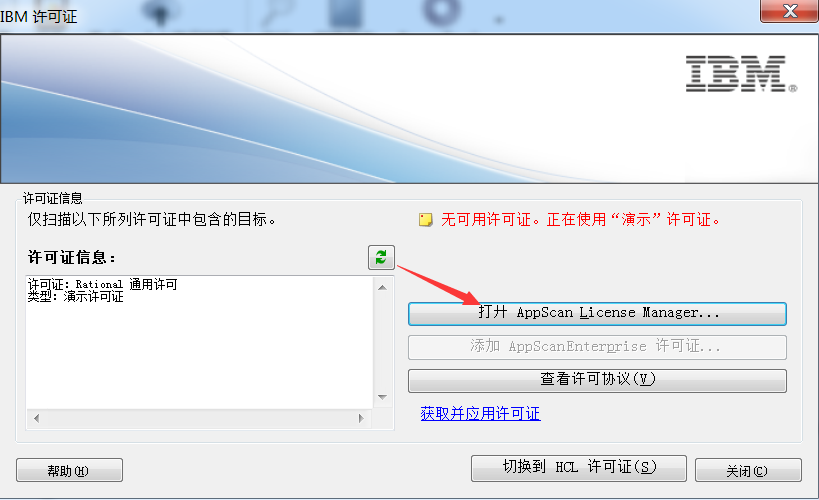 IBM 许可证
IBM®
许可证信息
仅扫描以下所列许可证中包含的目标。
无可用许可证。正在使用“演示”许可证。
许可证信息：
许可证: Rational 通用许可
类型: 演示许可证
打开 AppScan License Manager...
添加 AppScanEnterprise 许可证...
查看许可协议(V)
获取并应用许可证
帮助(H)
切换到 HCL 许可证(S)
关闭(C)